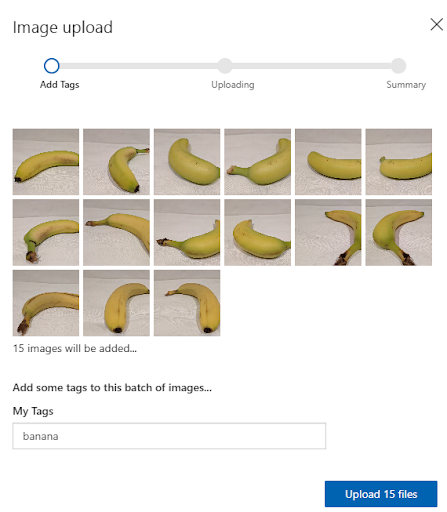 Image upload
Add Tags
Uploading
Summary
15 images will be added...
Add some tags to this batch of images...
My Tags
banana
Upload 15 files